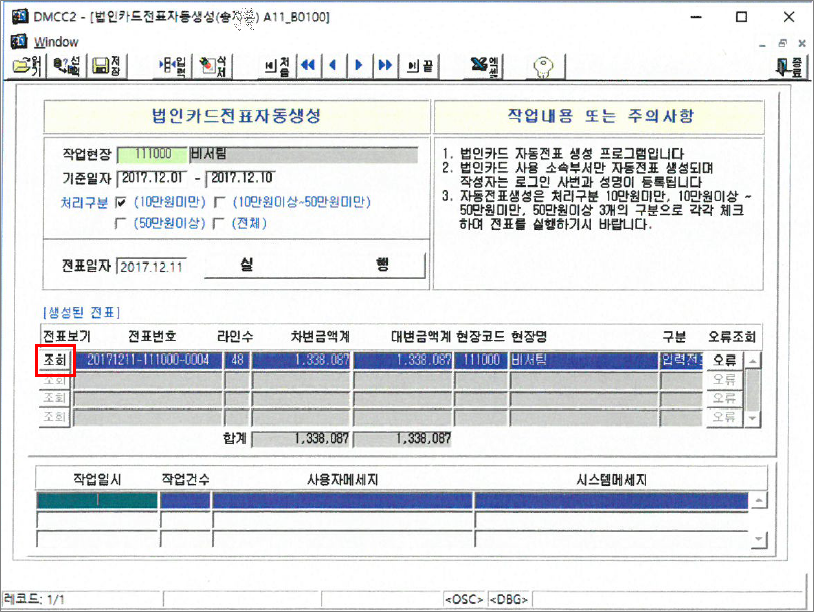 DMCC2 - [법인카드전표자동생성(송자용) A11_B0100]
Window
읽기 선택 저장 입력 삭제 처음 끝 엑셀 종료
법인카드전표자동생성
작업현장 111000 비서팀
기준일자 2017.12.01 - 2017.12.10
처리구분 (10만원미만) (10만원이상~50만원미만)
(50만원이상) (전체)
전표일자 2017.12.11 실 행
작업내용 또는 주의사항
1. 법인카드 자동전표 생성 프로그램입니다
2. 법인카드 사용 소속부서만 자동전표 생성되며
작성자는 로그인 사번과 성명이 등록됩니다
3. 자동전표생성은 처리구분 10만원미만, 10만원이상 ~
50만원미만, 50만원이상 3개의 구분으로 각각 체크
하여 전표를 실행하기시 바랍니다.
[생성된 전표]
전표보기 전표번호 라인수 차변금액계 대변금액계 현장코드 현장명 구분 오류조회
조회 20171211-111000-0004 48 1,338,087 1,338,087 111000 비서팀 입력전표 오류
조회 오류
조회 오류
조회 오류
합계 1,338,087 1,338,087
작업일시 작업건수 사용자메세지 시스템메세지
레코드: 1/1 <OSC> <DBG>